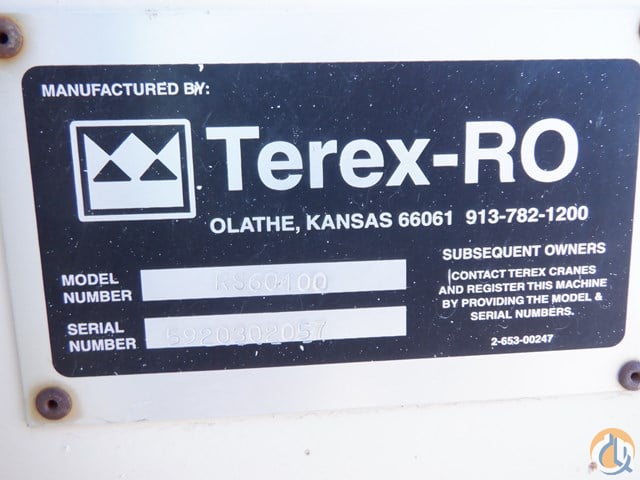 MANUFACTURED BY:
Terex-RO
OLATHE, KANSAS 66061 913-782-1200
MODEL NUMBER RS60100
SERIAL NUMBER 5920302057
SUBSEQUENT OWNERS
CONTACT TEREX CRANES
AND REGISTER THIS MACHINE
BY PROVIDING THE MODEL &
SERIAL NUMBERS.
2-653-00247